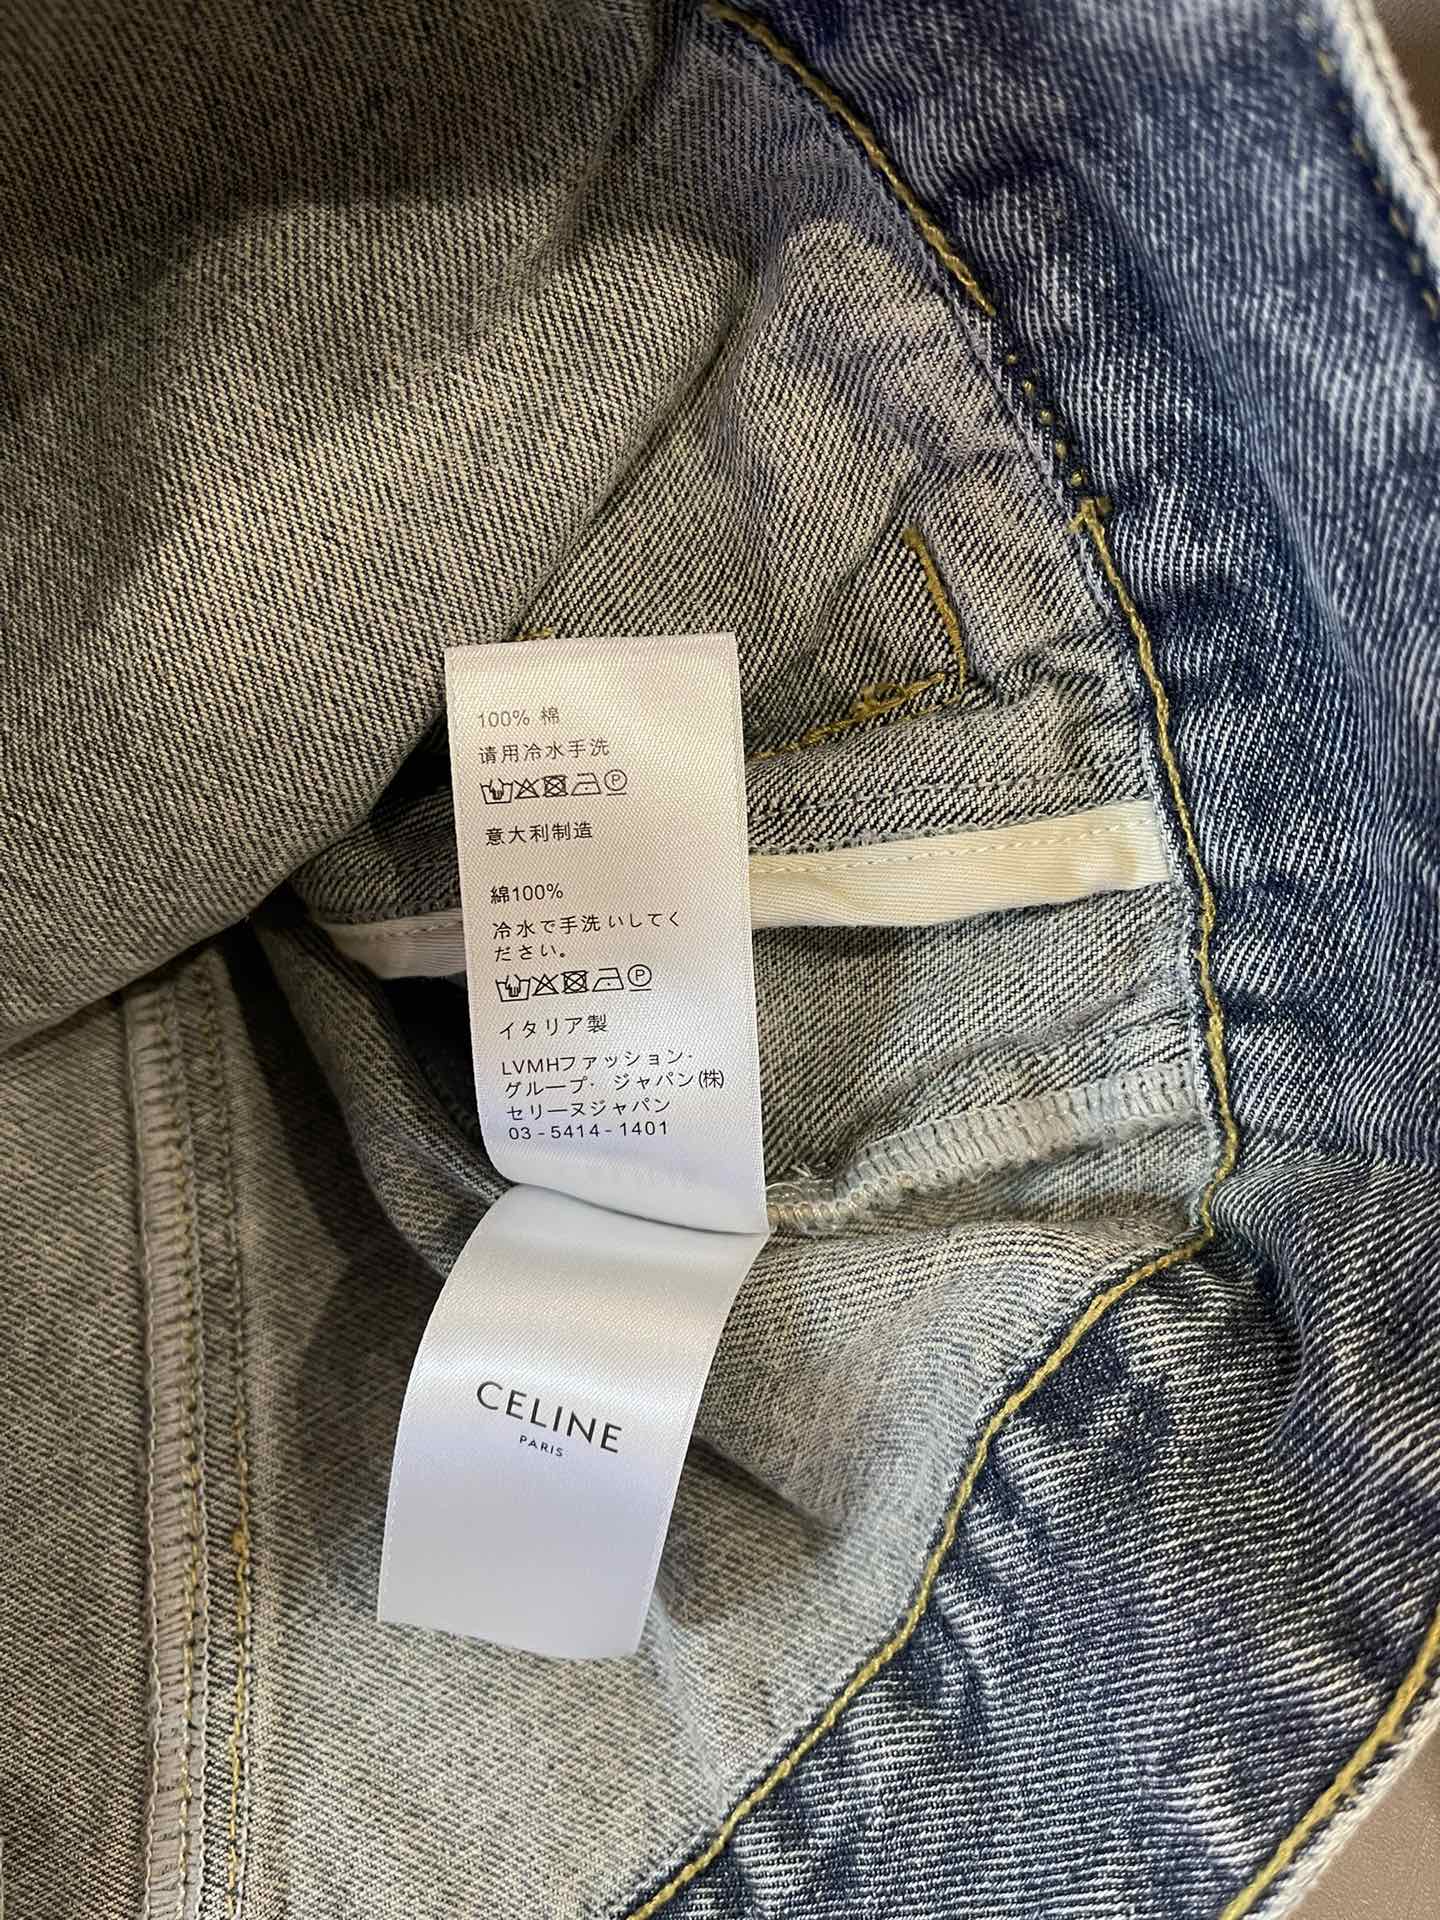 100% 棉
请用冷水手洗
P
意大利制造
綿100%
冷水で手洗いしてく
ださい。
P
イタリア製
LVMHファッション・
グループ・ジャパン(株)
セリーヌジャパン
03-5414-1401
CELINE
PARIS